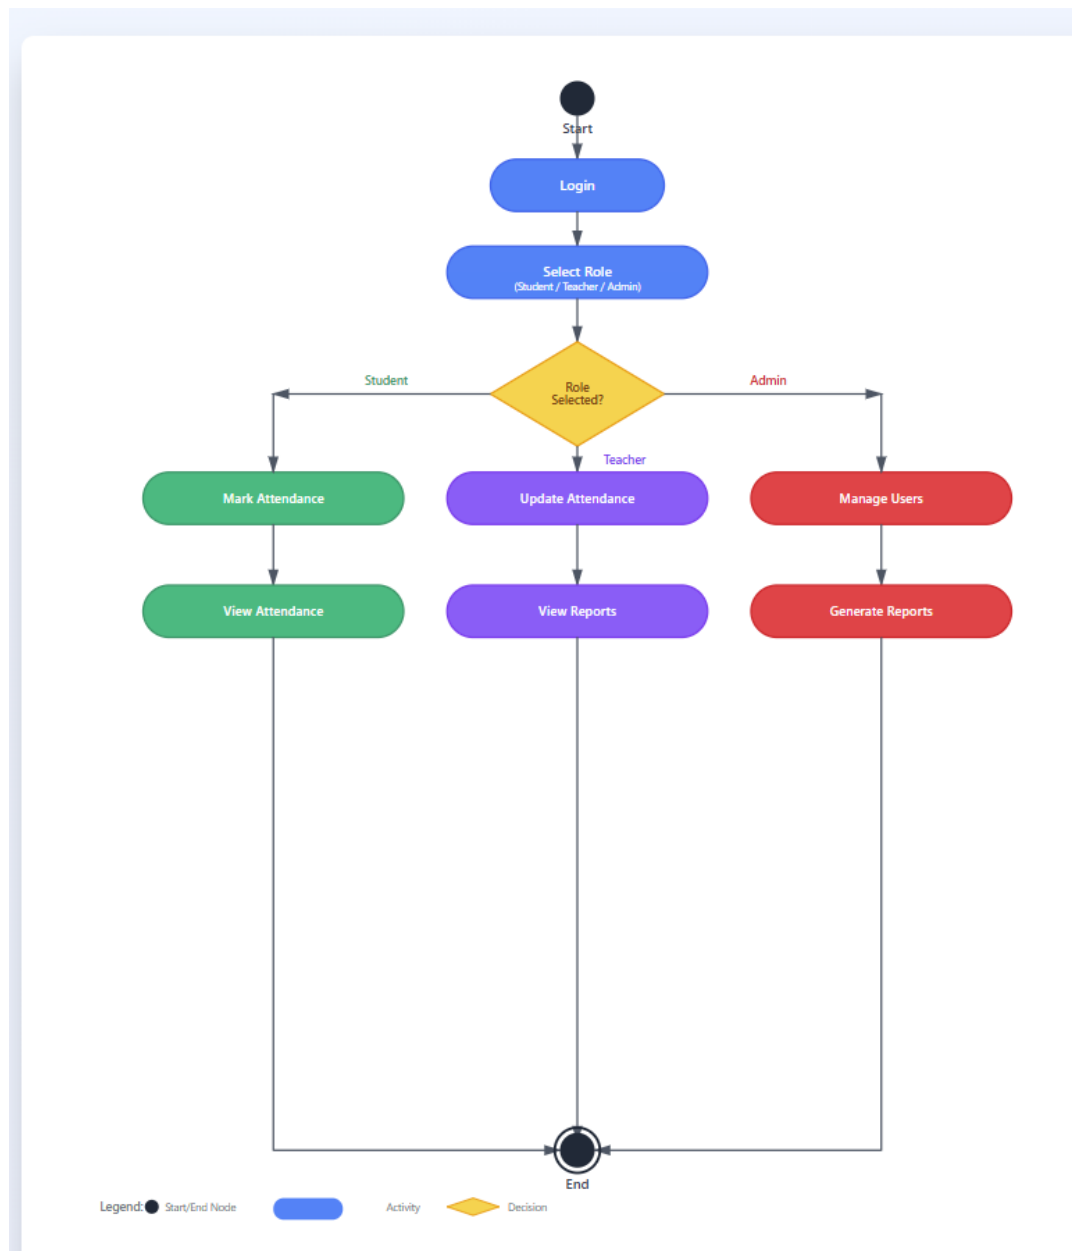 Start
Login
Select Role
(Student / Teacher / Admin)
Student
Role
Selected?
Admin
Teacher
Mark Attendance
Update Attendance
Manage Users
View Attendance
View Reports
Generate Reports
End
Legend: Start/End Node Activity Decision